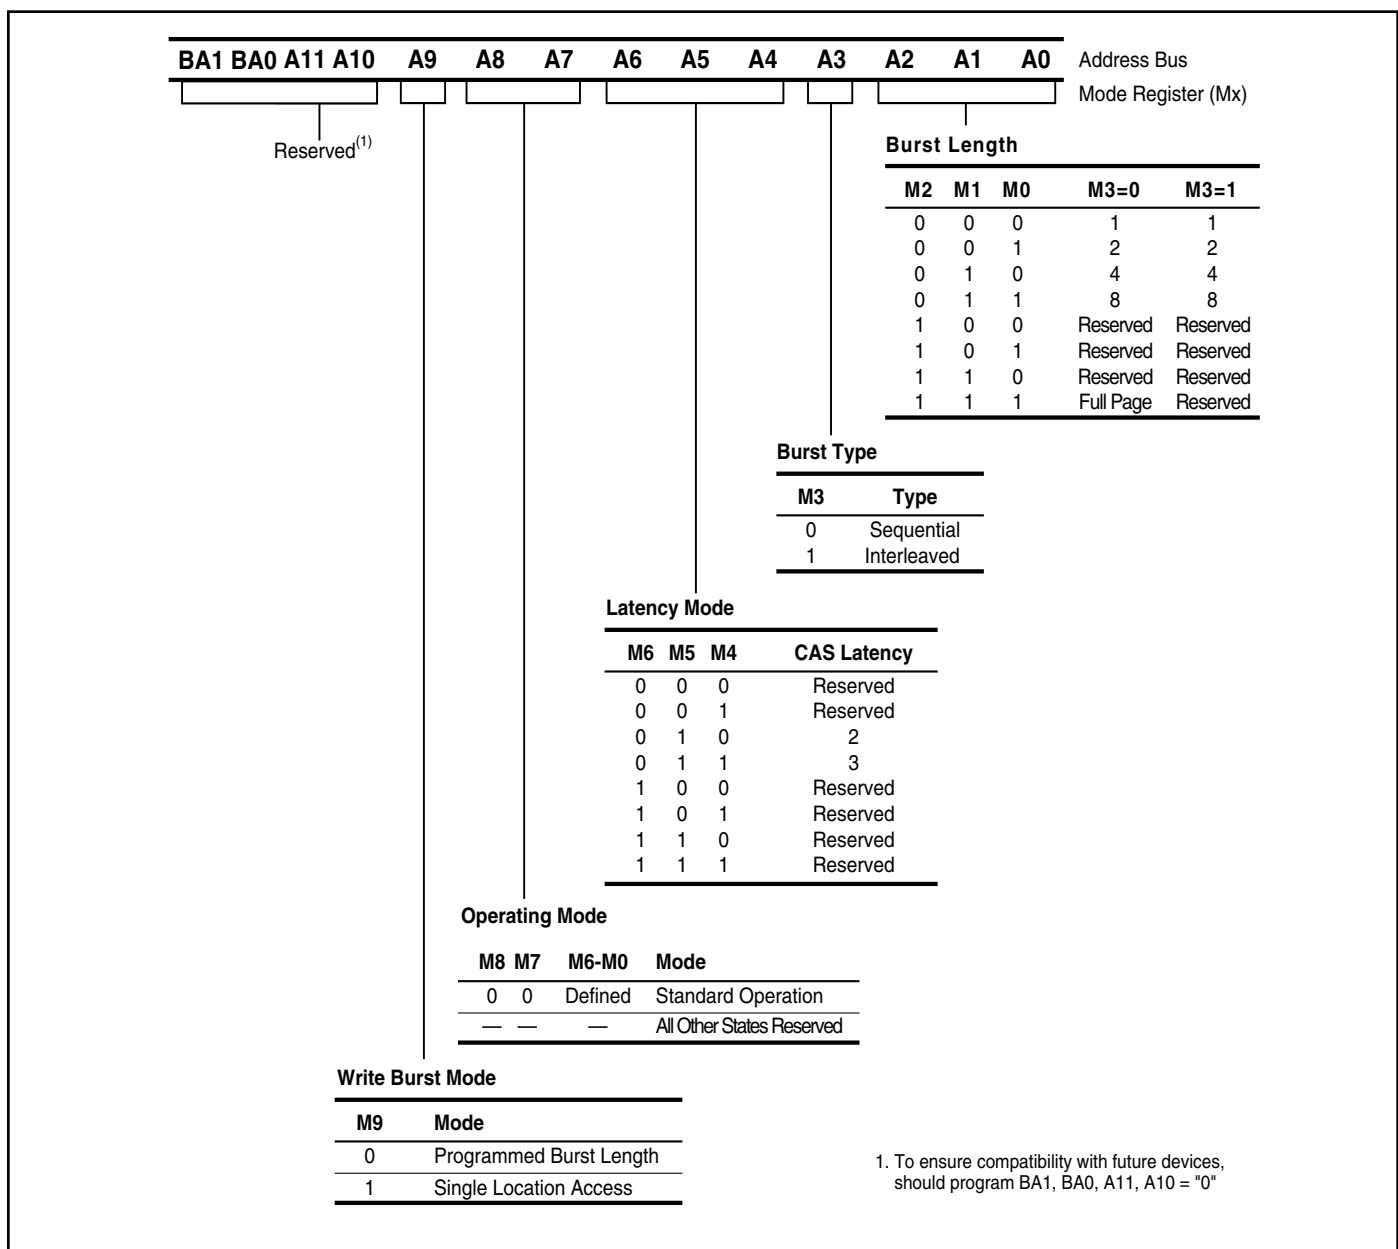 BA1 BA0 A11 A10 A9 A8 A7 A6 A5 A4 A3 A2 A1 A0 Address Bus
Mode Register (Mx)
Reserved(1)
Burst Length
M2 M1 M0 M3=0 M3=1
0 0 0 1 1
0 0 1 2 2
0 1 0 4 4
0 1 1 8 8
1 0 0 Reserved Reserved
1 0 1 Reserved Reserved
1 1 0 Reserved Reserved
1 1 1 Full Page Reserved
Burst Type
M3 Type
0 Sequential
1 Interleaved
Latency Mode
M6 M5 M4 CAS Latency
0 0 0 Reserved
0 0 1 Reserved
0 1 0 2
0 1 1 3
1 0 0 Reserved
1 0 1 Reserved
1 1 0 Reserved
1 1 1 Reserved
Operating Mode
M8 M7 M6-M0 Mode
0 0 Defined Standard Operation
— — — All Other States Reserved
Write Burst Mode
M9 Mode
0 Programmed Burst Length
1 Single Location Access
1. To ensure compatibility with future devices,
should program BA1, BA0, A11, A10 = "0"